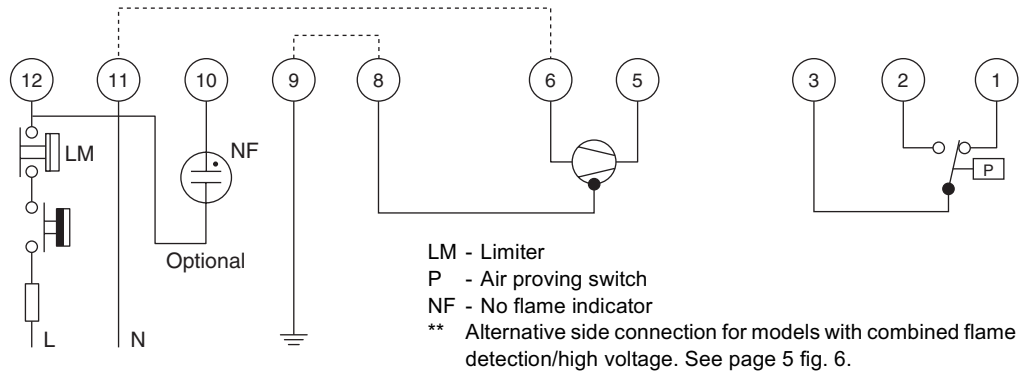 12 11 10 9 8 6 5 3 2 1
LM NF P
Optional
L N
LM - Limiter
P - Air proving switch
NF - No flame indicator
** Alternative side connection for models with combined flame
detection/high voltage. See page 5 fig. 6.